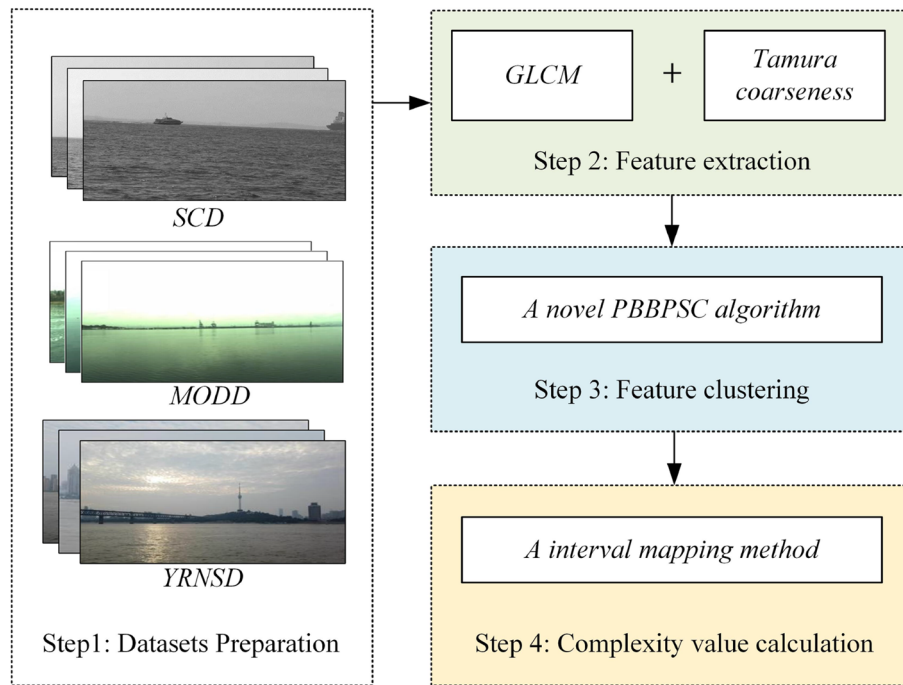 SCD
MODD
YRNSD
Step1: Datasets Preparation
GLCM
+
Tamura
coarseness
Step 2: Feature extraction
A novel PBBPSC algorithm
Step 3: Feature clustering
A interval mapping method
Step 4: Complexity value calculation